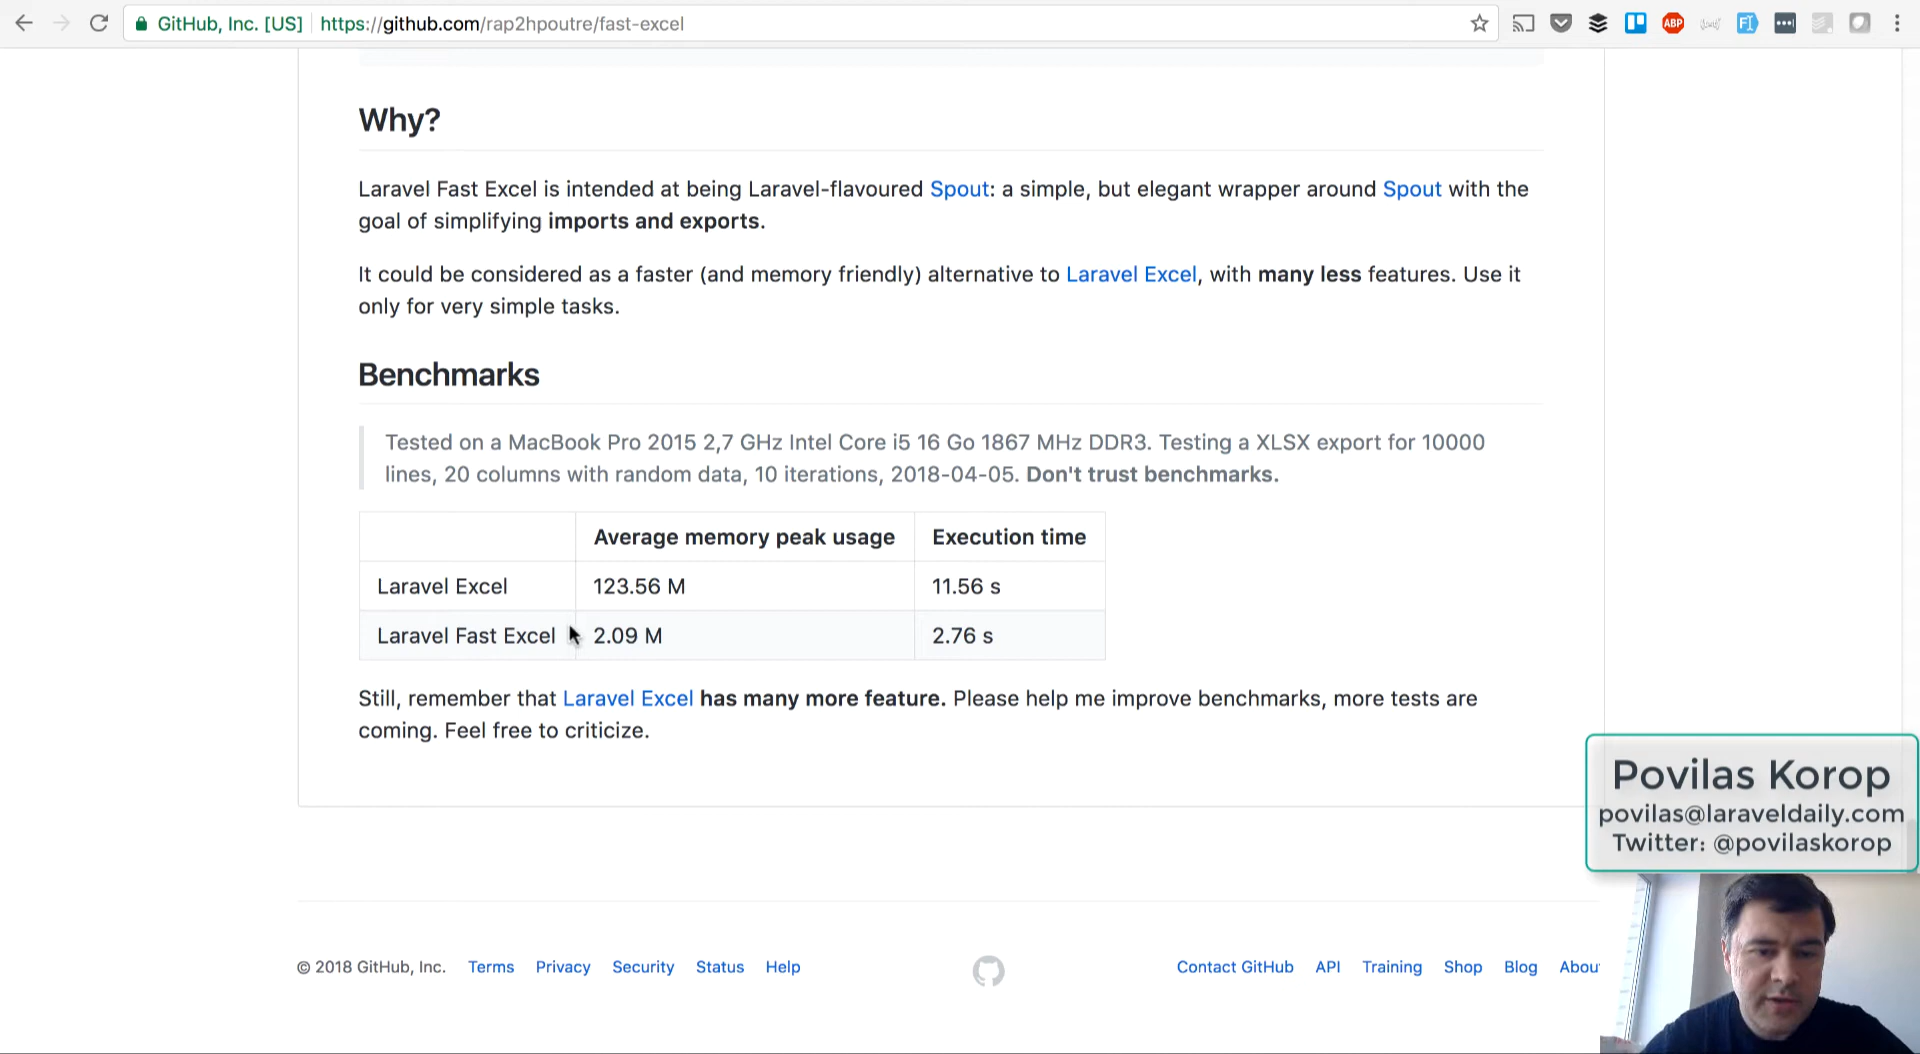 GitHub, Inc. [US] https://github.com/rap2hpoutre/fast-excel
ABP
Why?
Laravel Fast Excel is intended at being Laravel-flavoured Spout: a simple, but elegant wrapper around Spout with the
goal of simplifying imports and exports.
It could be considered as a faster (and memory friendly) alternative to Laravel Excel, with many less features. Use it
only for very simple tasks.
Benchmarks
Tested on a MacBook Pro 2015 2,7 GHz Intel Core i5 16 Go 1867 MHz DDR3. Testing a XLSX export for 10000
lines, 20 columns with random data, 10 iterations, 2018-04-05. Don't trust benchmarks.
Average memory peak usage Execution time
Laravel Excel 123.56 M 11.56 s
Laravel Fast Excel 2.09 M 2.76 s
Still, remember that Laravel Excel has many more feature. Please help me improve benchmarks, more tests are
coming. Feel free to criticize.
Povilas Korop
povilas@laraveldaily.com
Twitter: @povilaskorop
© 2018 GitHub, Inc. Terms Privacy Security Status Help Contact GitHub API Training Shop Blog Abou